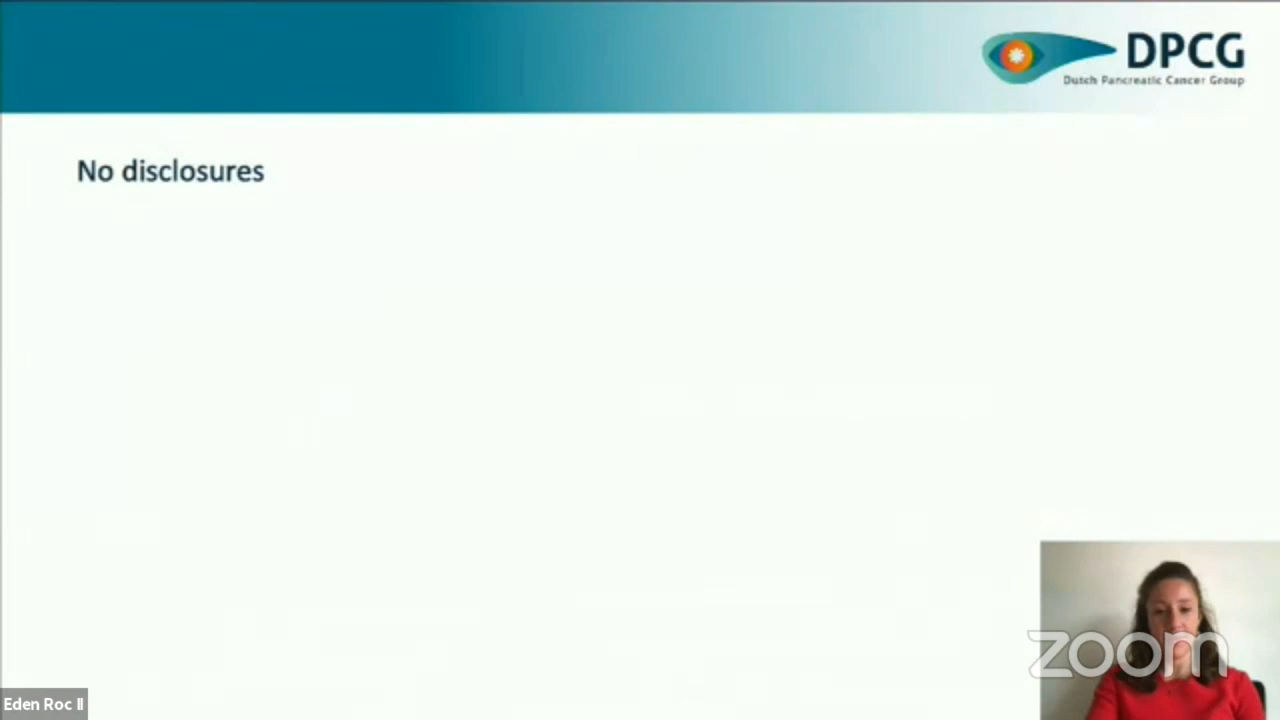 DPCG
Dutch Pancreatic Cancer Group
No disclosures
zoom
Eden Roc II